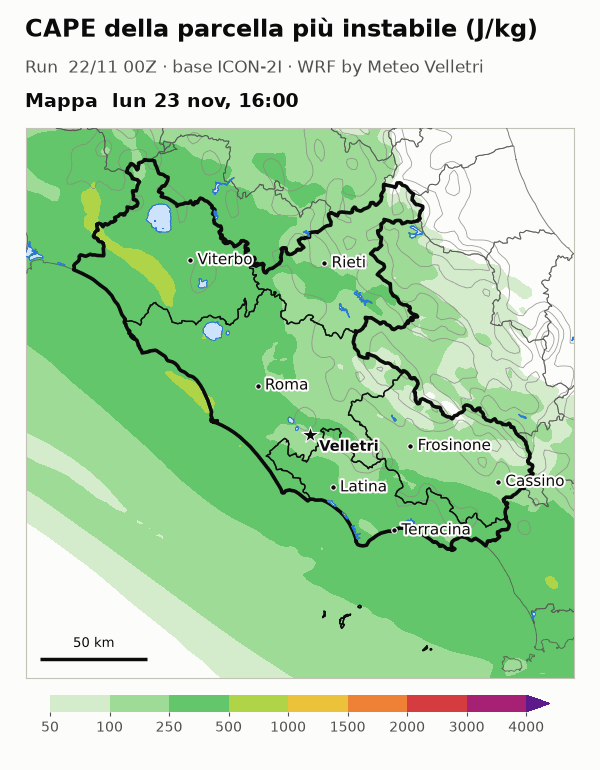 CAPE della parcella più instabile (J/kg)
Run 22/11 00Z · base ICON-2I · WRF by Meteo Velletri
Mappa lun 23 nov, 16:00
Viterbo
Rieti
Roma
Velletri
Frosinone
Latina
Cassino
Terracina
50 km
50 100 250 500 1000 1500 2000 3000 4000